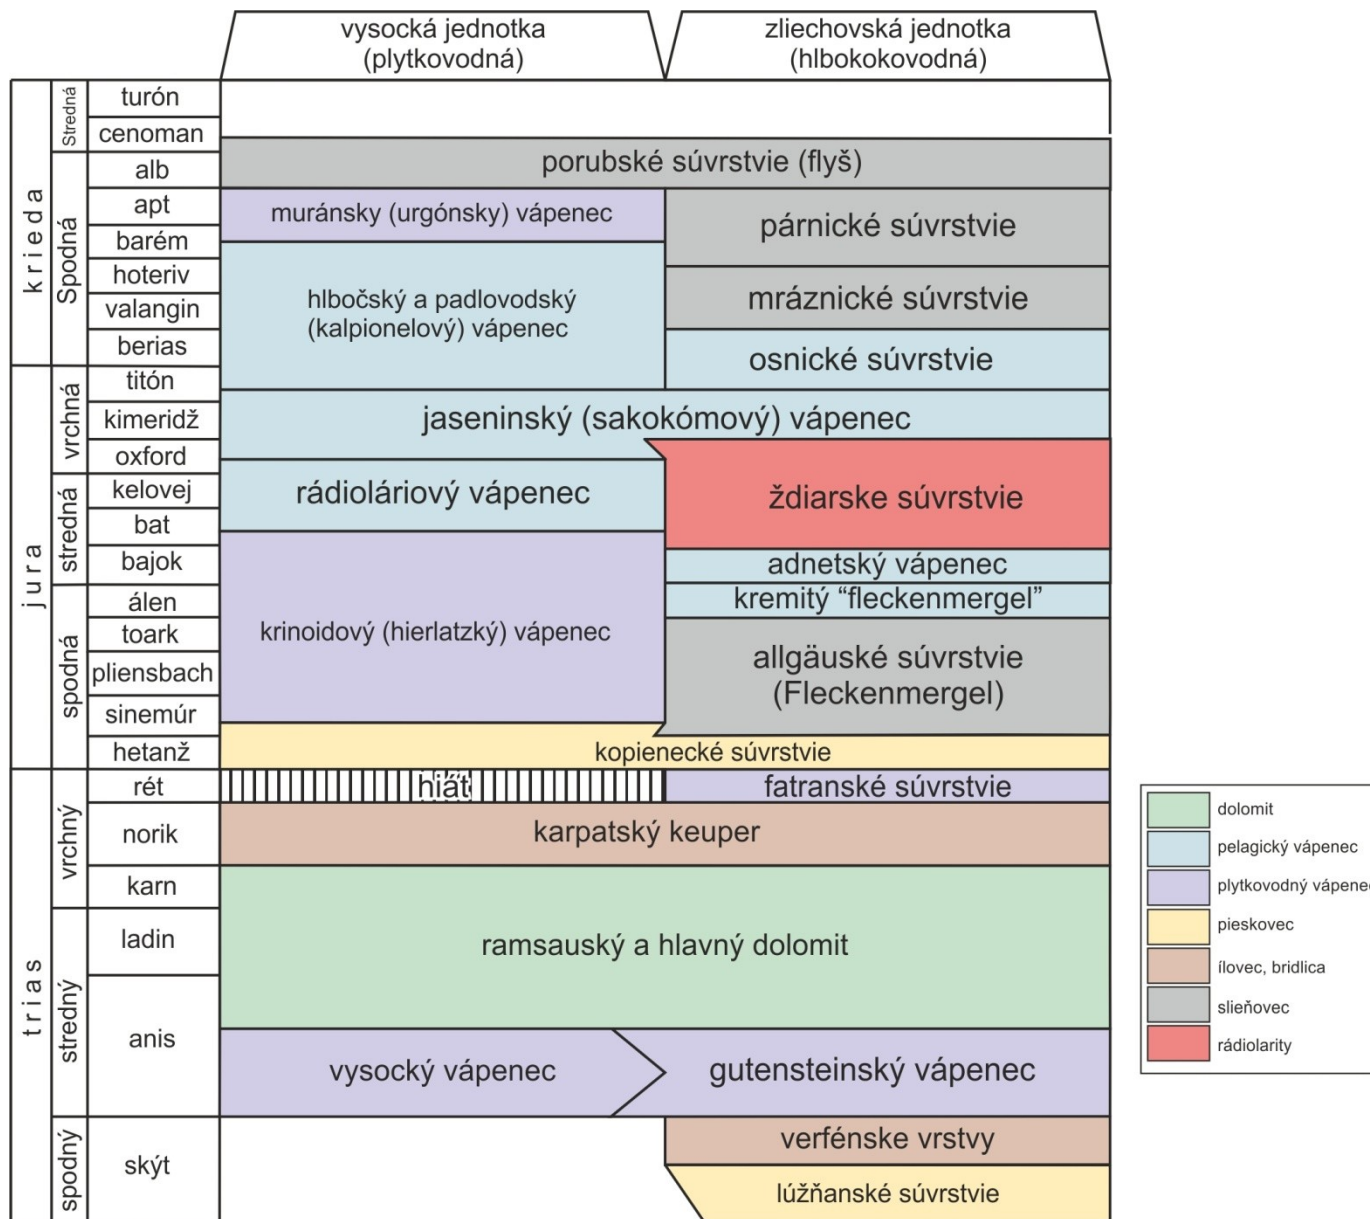 vysocká jednotka
(plytkovodná)
zliechovská jednotka
(hlbokokovodná)
krieda
Stredná
turón
cenoman
Spodná
alb
apt
barém
hoteriv
valangin
berias
jura
vrchná
titón
kimeridž
oxford
stredná
kelovej
bat
bajok
spodná
álen
toark
pliensbach
sinemúr
hetanž
trias
vrchný
rét
norik
karn
stredný
ladin
anis
spodný
skýt
porubské súvrstvie (flyš)
muránsky (urgónsky) vápenec
párnické súvrstvie
hlbočský a padlovodský
(kalpionelový) vápenec
mráznické súvrstvie
osnické súvrstvie
jaseninský (sakokómový) vápenec
rádioláriový vápenec
ždiarske súvrstvie
krinoidový (hierlatzký) vápenec
adnetský vápenec
kremitý “fleckenmergel”
allgäuské súvrstvie
(Fleckenmergel)
kopienecké súvrstvie
hiát
fatranské súvrstvie
karpatský keuper
ramsauský a hlavný dolomit
vysocký vápenec
gutensteinský vápenec
verfénske vrstvy
lúžňanské súvrstvie
dolomit
pelagický vápenec
plytkovodný vápenec
pieskovec
ílovec, bridlica
slieňovec
rádiolarity